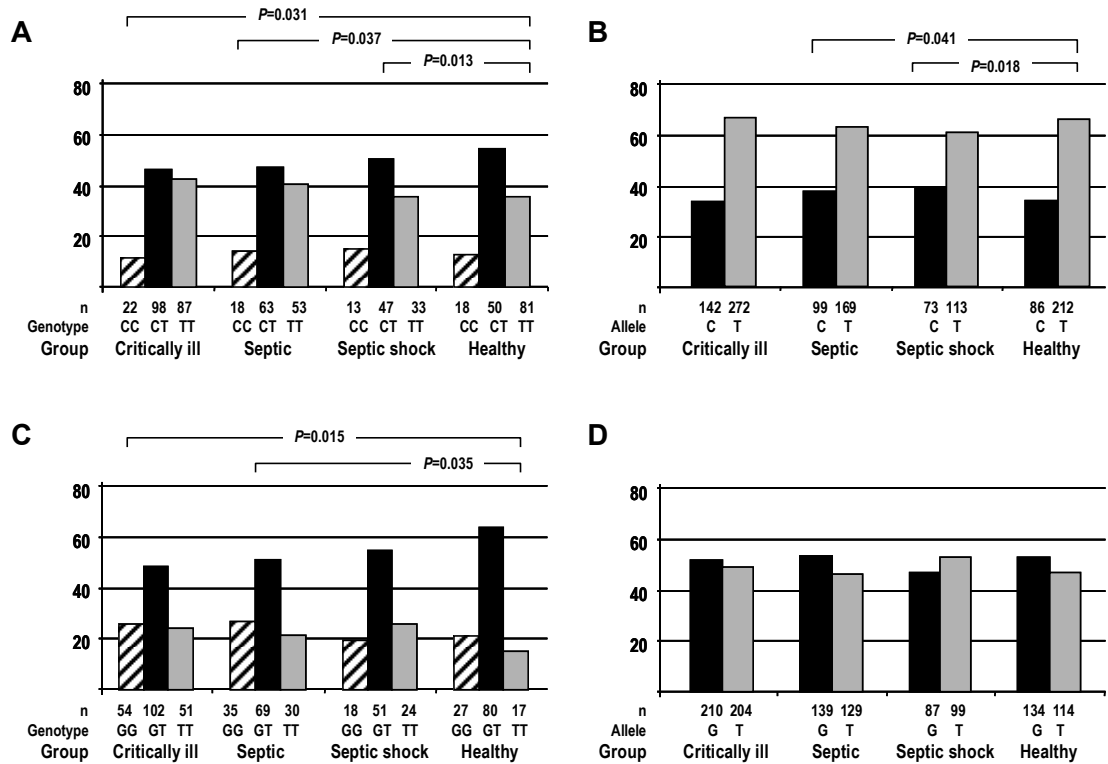 A
P=0.031
P=0.037
P=0.013
80
60
40
20
n 22 98 87 18 63 53 13 47 33 18 50 81
Genotype CC CT TT CC CT TT CC CT TT CC CT TT
Group Critically ill Septic Septic shock Healthy
B
P=0.041
P=0.018
80
60
40
20
n 142 272 99 169 73 113 86 212
Allele C T C T C T C T
Group Critically ill Septic Septic shock Healthy
C
P=0.015
P=0.035
80
60
40
20
n 54 102 51 35 69 30 18 51 24 27 80 17
Genotype GG GT TT GG GT TT GG GT TT GG GT TT
Group Critically ill Septic Septic shock Healthy
D
80
60
40
20
n 210 204 139 129 87 99 134 114
Allele G T G T G T G T
Group Critically ill Septic Septic shock Healthy